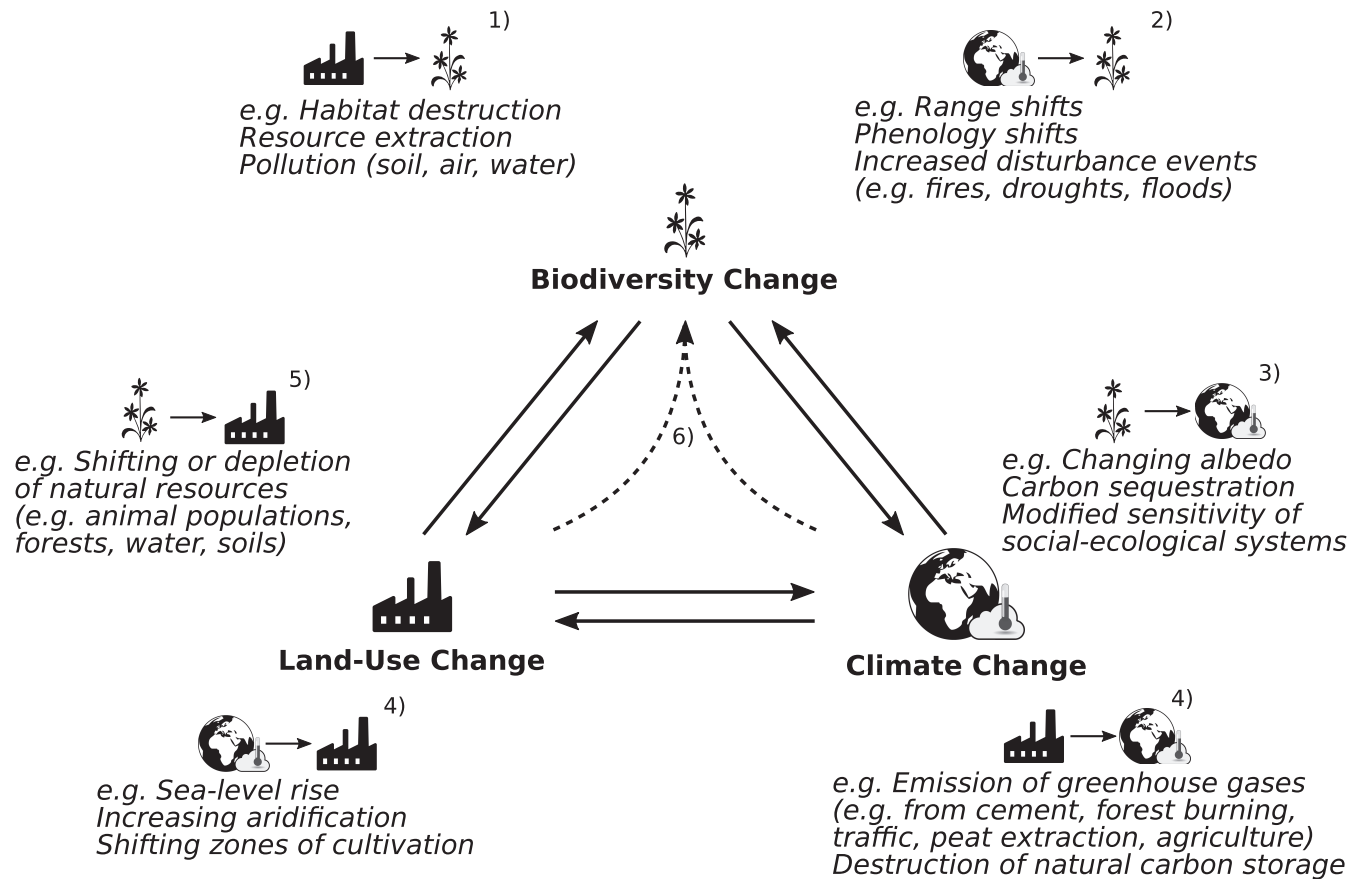 1)
e.g. Habitat destruction
Resource extraction
Pollution (soil, air, water)
2)
e.g. Range shifts
Phenology shifts
Increased disturbance events
(e.g. fires, droughts, floods)
Biodiversity Change
5)
e.g. Shifting or depletion
of natural resources
(e.g. animal populations,
forests, water, soils)
6)
3)
e.g. Changing albedo
Carbon sequestration
Modified sensitivity of
social-ecological systems
Land-Use Change
Climate Change
4)
e.g. Sea-level rise
Increasing aridification
Shifting zones of cultivation
4)
e.g. Emission of greenhouse gases
(e.g. from cement, forest burning,
traffic, peat extraction, agriculture)
Destruction of natural carbon storage